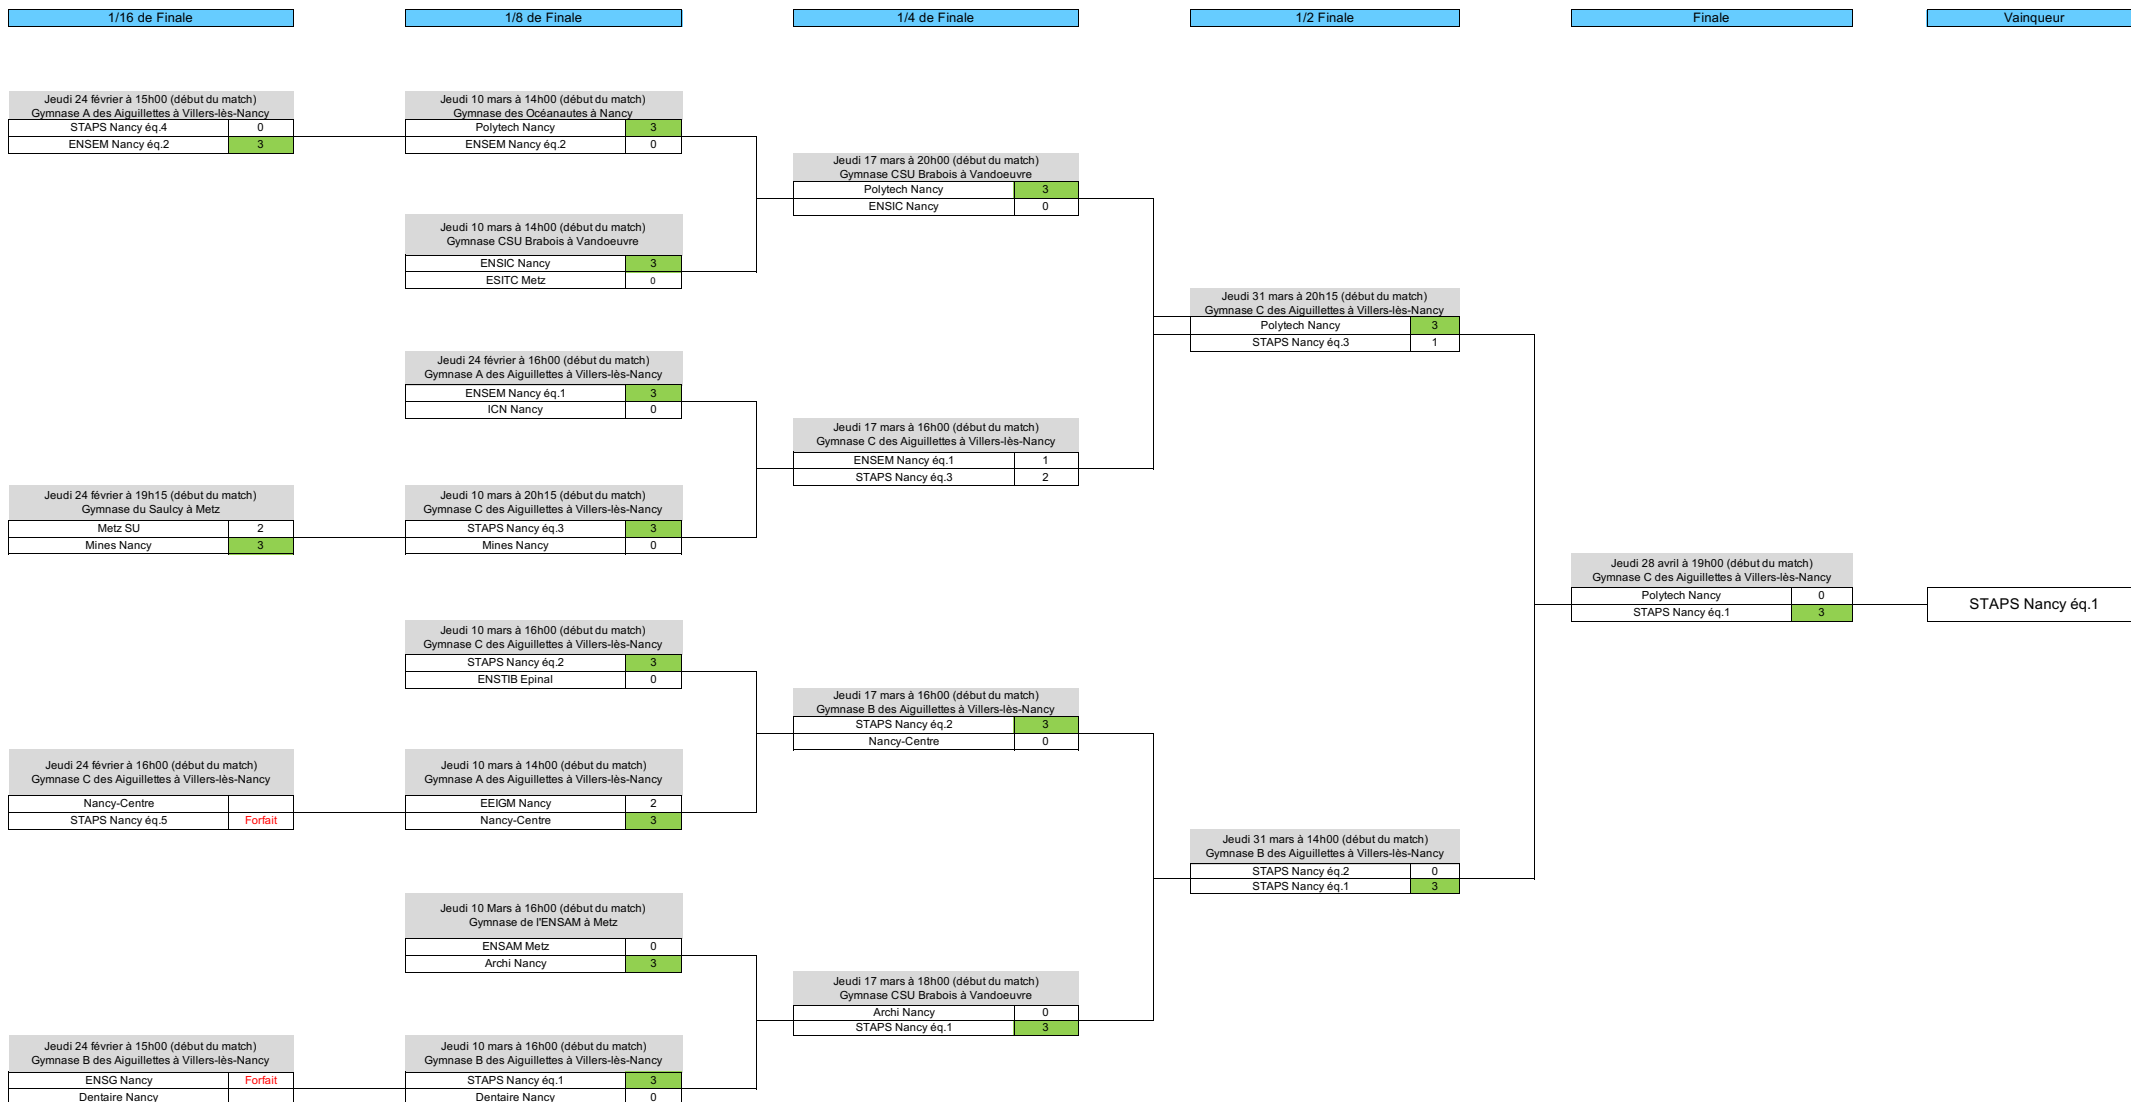 1/16 de Finale
1/8 de Finale
1/4 de Finale
1/2 Finale
Finale
Vainqueur
Jeudi 24 février à 15h00 (début du match)
Gymnase A des Aiguillettes à Villers-lès-Nancy
STAPS Nancy éq.4 0
ENSEM Nancy éq.2 3
Jeudi 24 février à 19h15 (début du match)
Gymnase du Saulcy à Metz
Metz SU 2
Mines Nancy 3
Jeudi 24 février à 16h00 (début du match)
Gymnase C des Aiguillettes à Villers-lès-Nancy
Nancy-Centre
STAPS Nancy éq.5 Forfait
Jeudi 24 février à 15h00 (début du match)
Gymnase B des Aiguillettes à Villers-lès-Nancy
ENSG Nancy Forfait
Dentaire Nancy
Jeudi 10 mars à 14h00 (début du match)
Gymnase des Océanautes à Nancy
Polytech Nancy 3
ENSEM Nancy éq.2 0
Jeudi 10 mars à 14h00 (début du match)
Gymnase CSU Brabois à Vandoeuvre
ENSIC Nancy 3
ESITC Metz 0
Jeudi 24 février à 16h00 (début du match)
Gymnase A des Aiguillettes à Villers-lès-Nancy
ENSEM Nancy éq.1 3
ICN Nancy 0
Jeudi 10 mars à 20h15 (début du match)
Gymnase C des Aiguillettes à Villers-lès-Nancy
STAPS Nancy éq.3 3
Mines Nancy 0
Jeudi 10 mars à 16h00 (début du match)
Gymnase C des Aiguillettes à Villers-lès-Nancy
STAPS Nancy éq.2 3
ENSTIB Epinal 0
Jeudi 10 mars à 14h00 (début du match)
Gymnase A des Aiguillettes à Villers-lès-Nancy
EEIGM Nancy 2
Nancy-Centre 3
Jeudi 10 Mars à 16h00 (début du match)
Gymnase de l'ENSAM à Metz
ENSAM Metz 0
Archi Nancy 3
Jeudi 10 mars à 16h00 (début du match)
Gymnase B des Aiguillettes à Villers-lès-Nancy
STAPS Nancy éq.1 3
Dentaire Nancy 0
Jeudi 17 mars à 20h00 (début du match)
Gymnase CSU Brabois à Vandoeuvre
Polytech Nancy 3
ENSIC Nancy 0
Jeudi 17 mars à 16h00 (début du match)
Gymnase C des Aiguillettes à Villers-lès-Nancy
ENSEM Nancy éq.1 1
STAPS Nancy éq.3 2
Jeudi 17 mars à 16h00 (début du match)
Gymnase B des Aiguillettes à Villers-lès-Nancy
STAPS Nancy éq.2 3
Nancy-Centre 0
Jeudi 17 mars à 18h00 (début du match)
Gymnase CSU Brabois à Vandoeuvre
Archi Nancy 0
STAPS Nancy éq.1 3
Jeudi 31 mars à 20h15 (début du match)
Gymnase C des Aiguillettes à Villers-lès-Nancy
Polytech Nancy 3
STAPS Nancy éq.3 1
Jeudi 31 mars à 14h00 (début du match)
Gymnase B des Aiguillettes à Villers-lès-Nancy
STAPS Nancy éq.2 0
STAPS Nancy éq.1 3
Jeudi 28 avril à 19h00 (début du match)
Gymnase C des Aiguillettes à Villers-lès-Nancy
Polytech Nancy 0
STAPS Nancy éq.1 3
STAPS Nancy éq.1